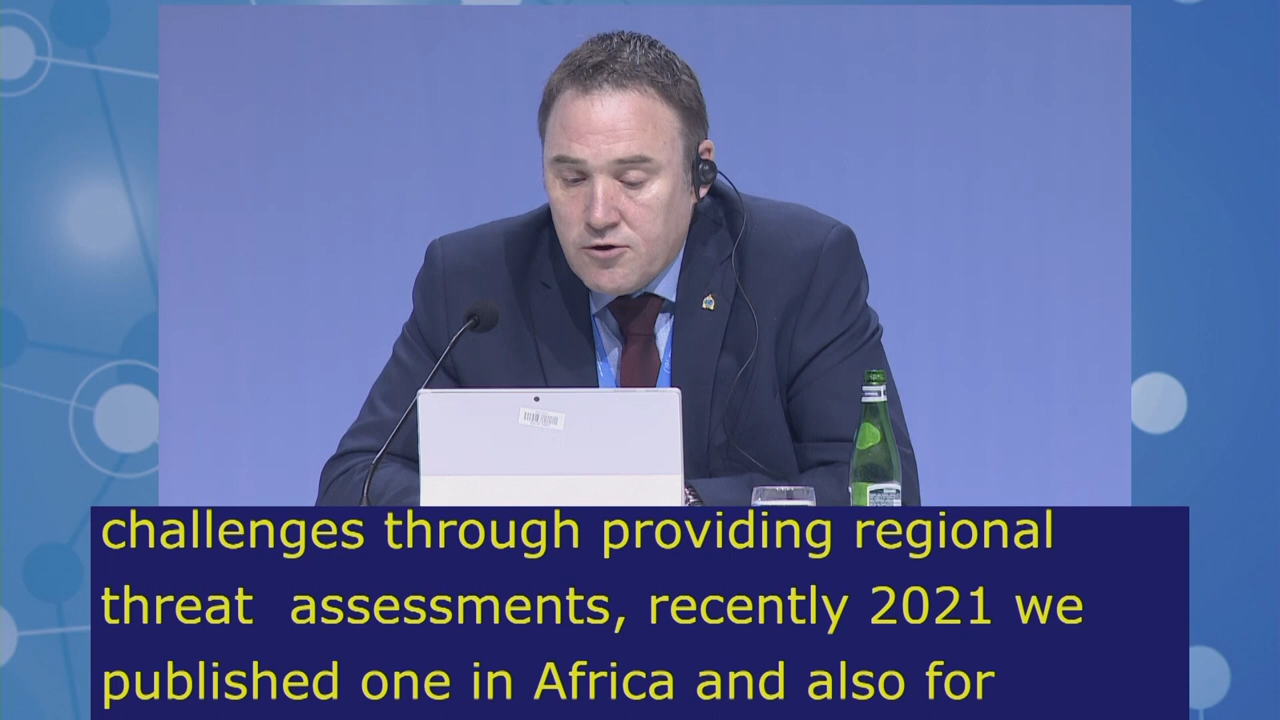 challenges through providing regional
threat assessments, recently 2021 we
published one in Africa and also for